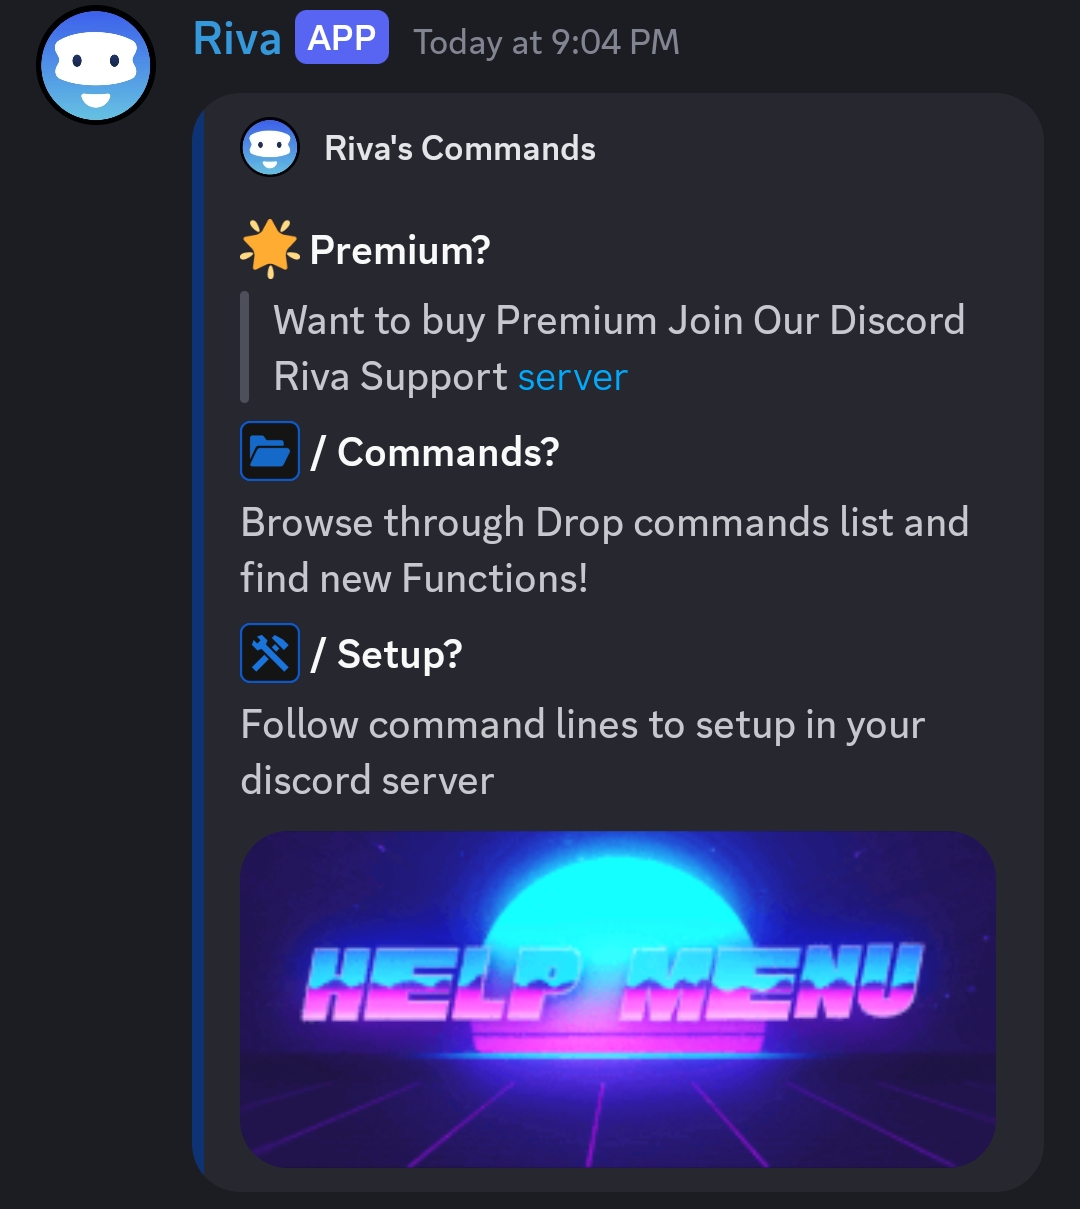 Riva APP Today at 9:04 PM
Riva's Commands
Premium?
Want to buy Premium Join Our Discord
Riva Support server
/ Commands?
Browse through Drop commands list and
find new Functions!
/ Setup?
Follow command lines to setup in your
discord server
HELP MENU